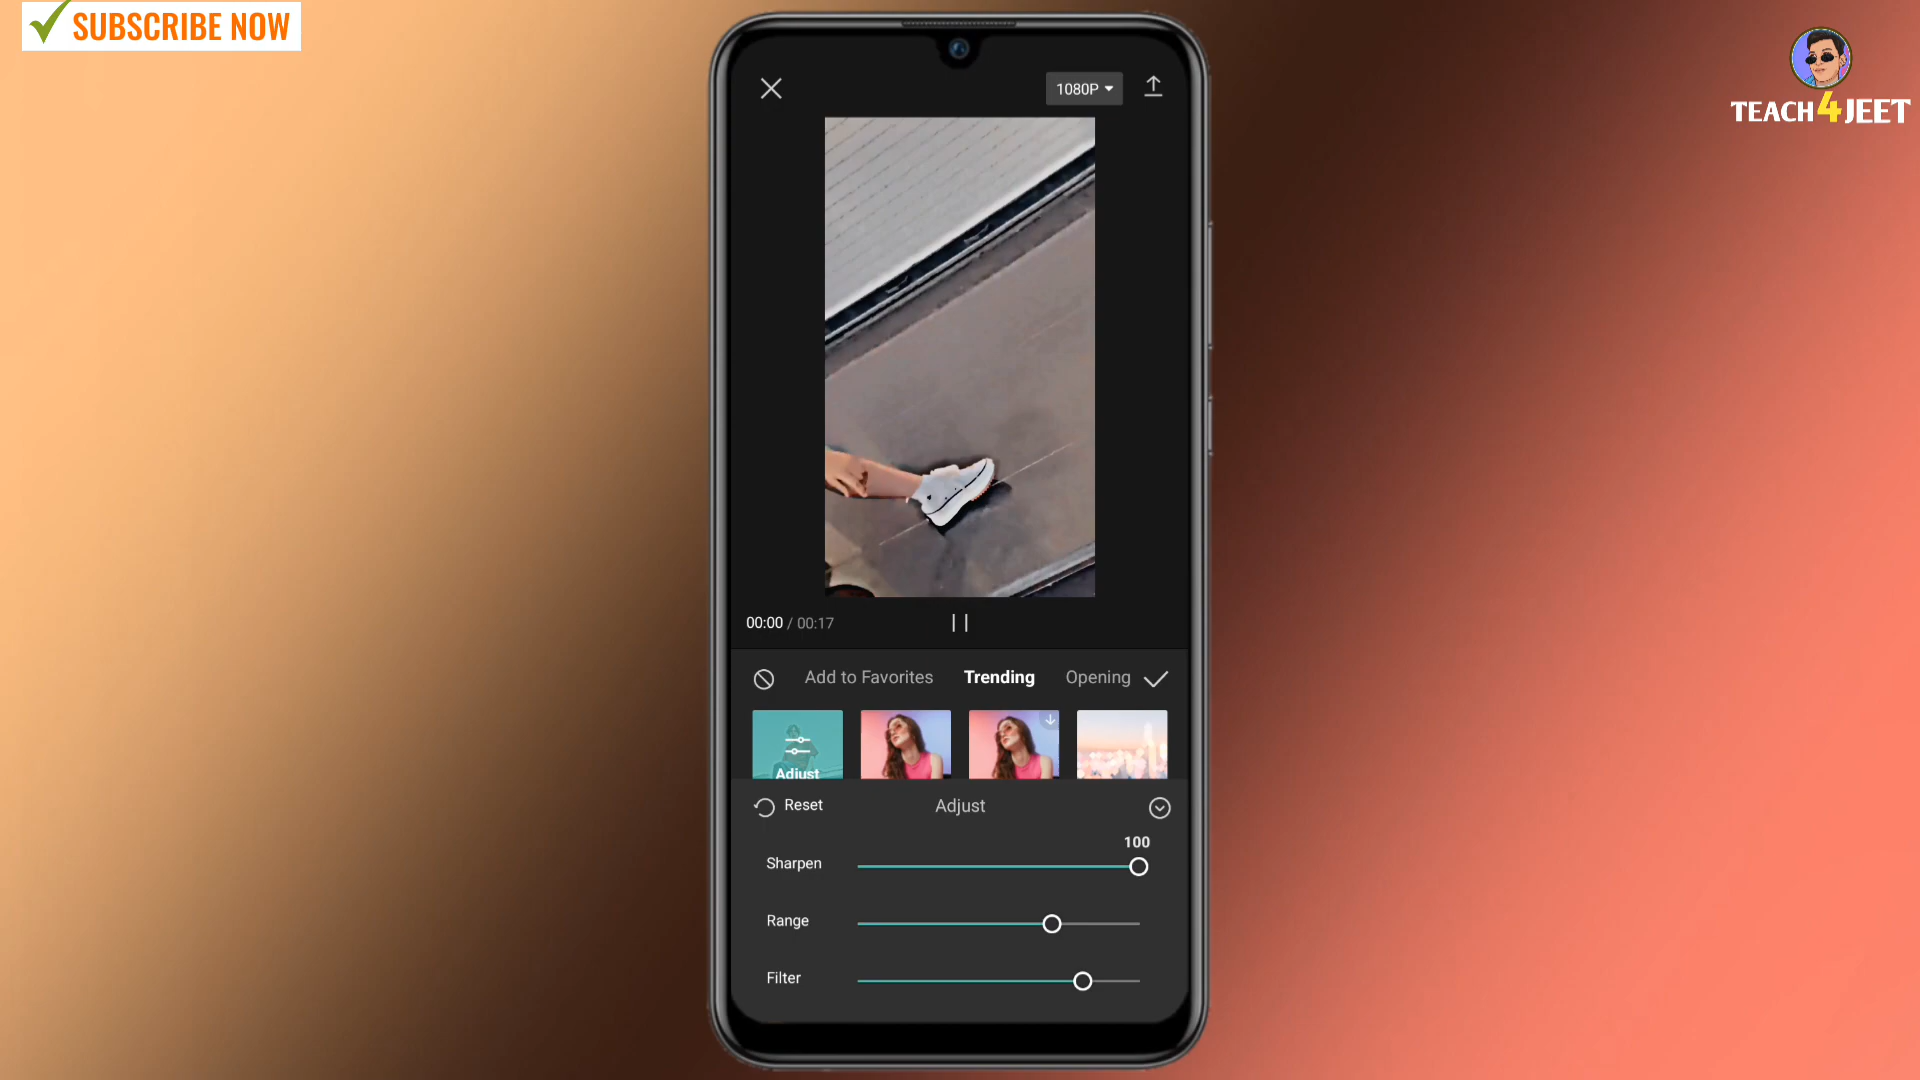 SUBSCRIBE NOW
TEACH4JEET
1080P
00:00 / 00:17
Add to Favorites Trending Opening
Adjust
Reset Adjust
100
Sharpen
Range
Filter